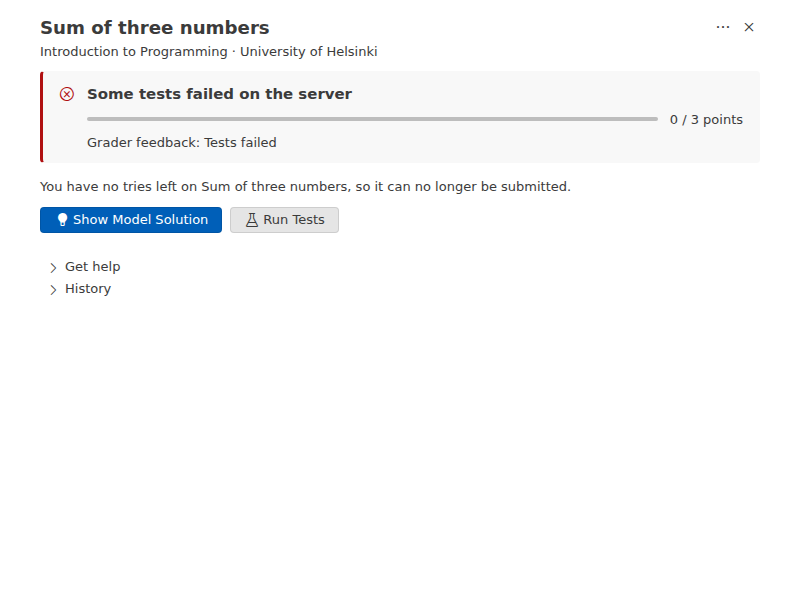 Sum of three numbers
Introduction to Programming · University of Helsinki
Some tests failed on the server
0 / 3 points
Grader feedback: Tests failed
You have no tries left on Sum of three numbers, so it can no longer be submitted.
Show Model Solution
Run Tests
Get help
History